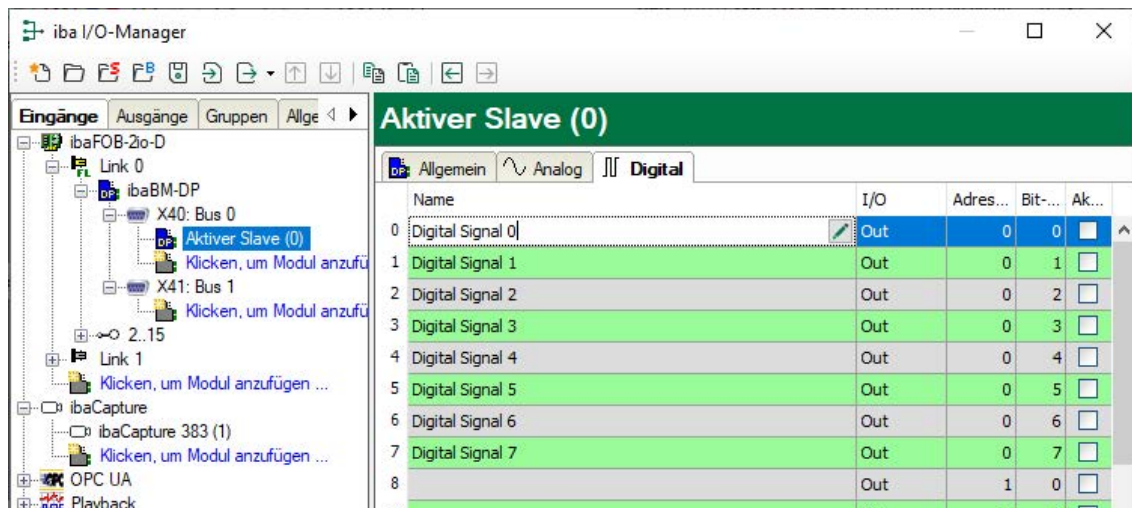 iba I/O-Manager
Eingänge Ausgänge Gruppen Allge
ibaFOB-2io-D
Link 0
ibaBM-DP
X40: Bus 0
Aktiver Slave (0)
Klicken, um Modul anzufü
X41: Bus 1
Klicken, um Modul anzufü
2..15
Link 1
Klicken, um Modul anzufügen ...
ibaCapture
ibaCapture 383 (1)
Klicken, um Modul anzufügen ...
OPC UA
Playback
Aktiver Slave (0)
Allgemein Analog Digital
Name I/O Adres... Bit-... Ak...
0 Digital Signal 0 Out 0 0
1 Digital Signal 1 Out 0 1
2 Digital Signal 2 Out 0 2
3 Digital Signal 3 Out 0 3
4 Digital Signal 4 Out 0 4
5 Digital Signal 5 Out 0 5
6 Digital Signal 6 Out 0 6
7 Digital Signal 7 Out 0 7
8 Out 1 0